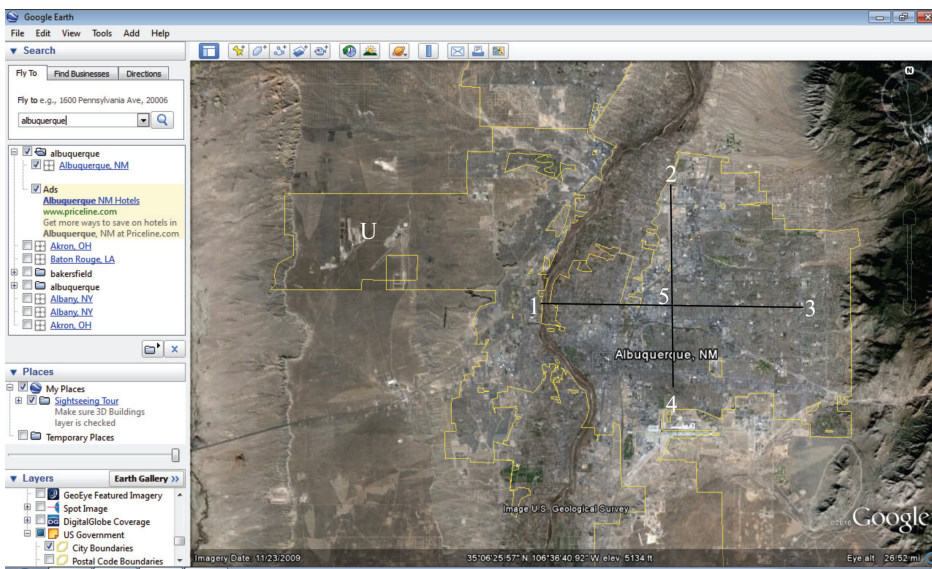 Google Earth
File Edit View Tools Add Help
Search
Fly To Find Businesses Directions
Fly to e.g., 1600 Pennsylvania Ave, 20006
albuquerque
albuquerque
Albuquerque, NM
Ads
Albuquerque NM Hotels
www.priceline.com
Get more ways to save on hotels in
Albuquerque, NM at Priceline.com
Akron, OH
Baton Rouge, LA
bakersfield
albuquerque
Albany, NY
Albany, NY
Akron, OH
Places
My Places
Sightseeing Tour
Make sure 3D Buildings
layer is checked
Temporary Places
Layers Earth Gallery >>
GeoEye Featured Imagery
Spot Image
DG DigitalGlobe Coverage
US Government
City Boundaries
Postal Code Boundaries
N
2
U
1 5 3
Albuquerque, NM
4
Image U.S. Geological Survey
©2010 Google
Imagery Date 11/23/2009 35°06'25.57" N 106°36'40.92" W elev 5134 ft Eye alt 26.52 mi